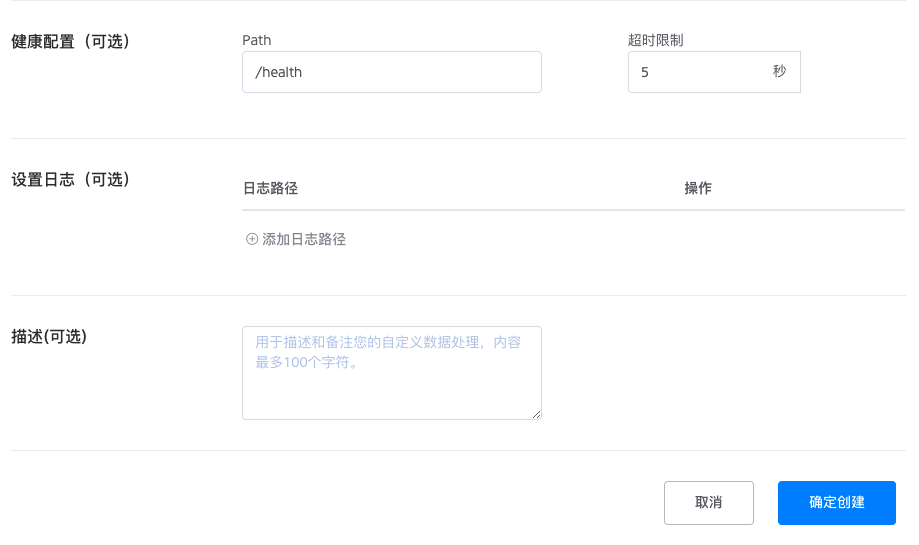 健康配置（可选）
Path
超时限制
/health
5
秒
设置日志（可选）
日志路径
操作
添加日志路径
描述(可选)
用于描述和备注您的自定义数据处理，内容
最多100个字符。
取消
确定创建